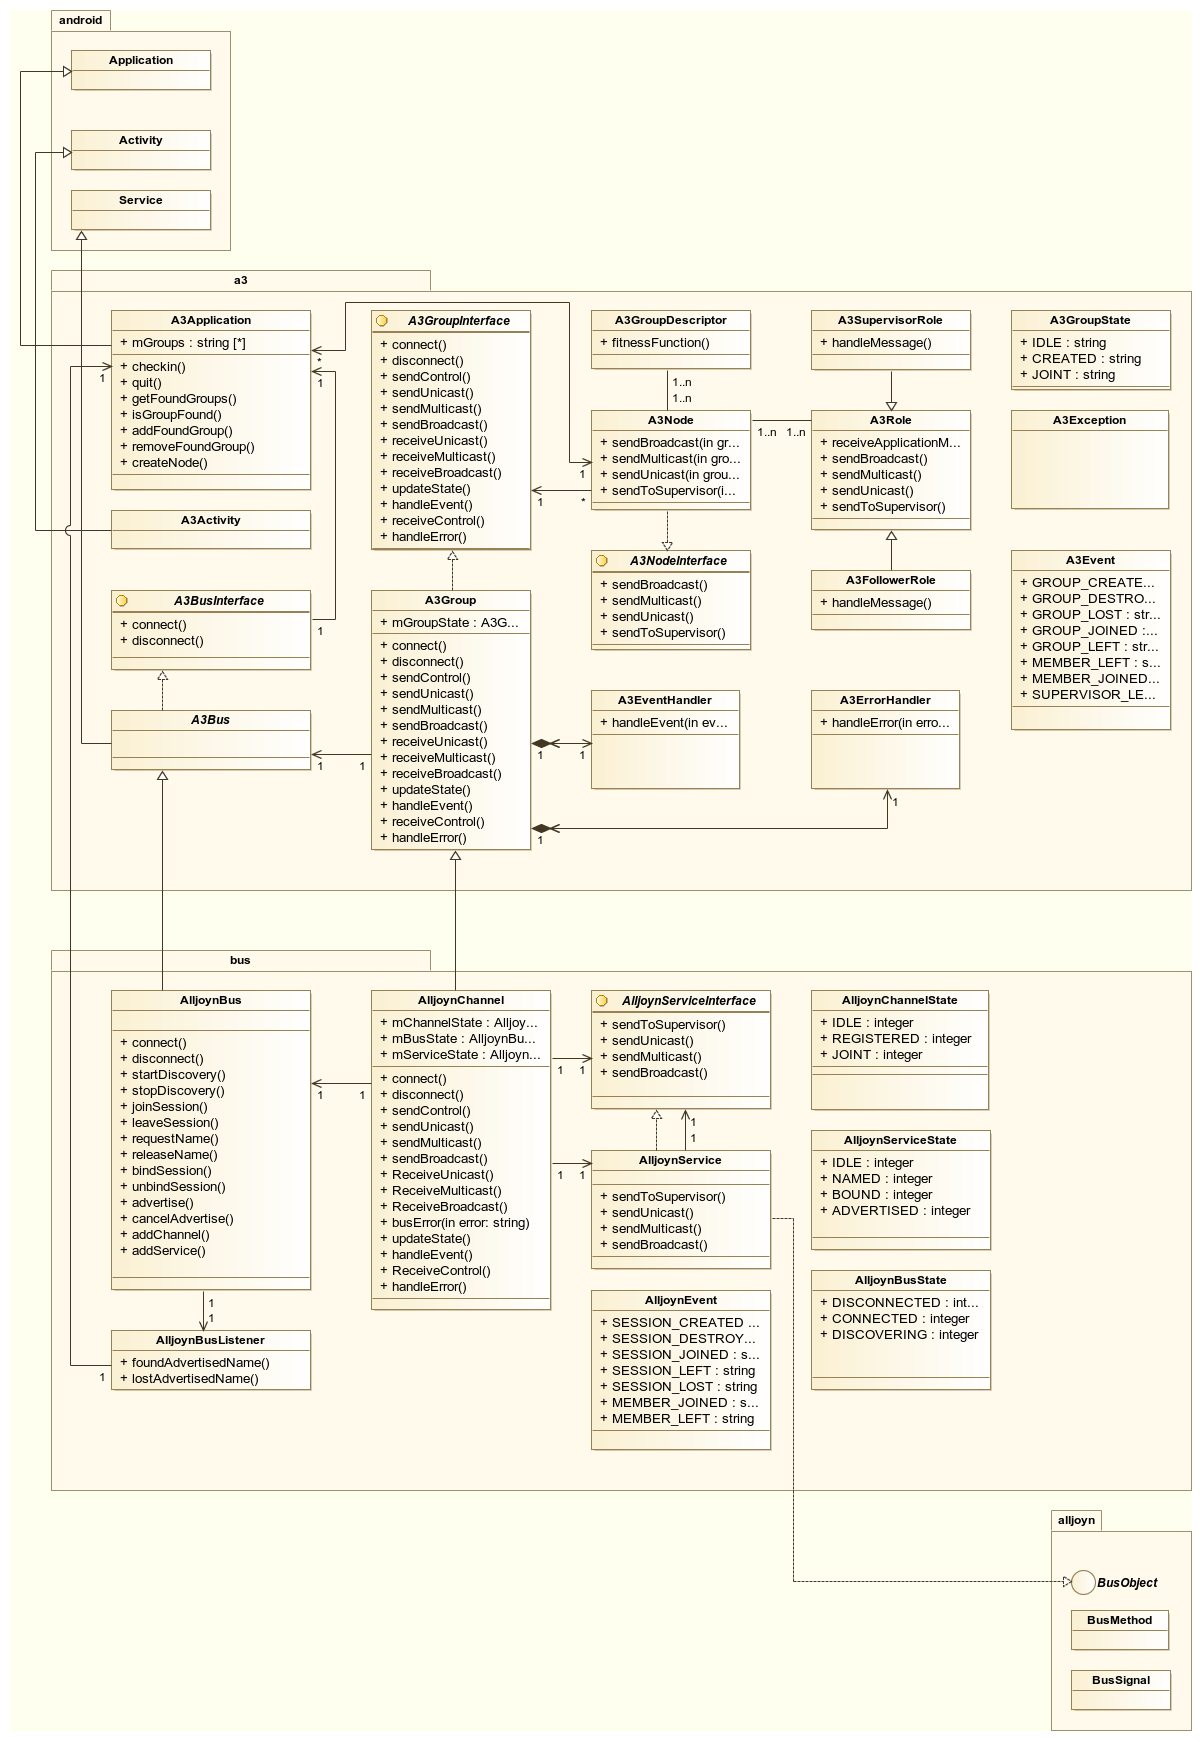 android
Application
Activity
Service
a3
A3Application
+ mGroups : string [*]
+ checkin()
+ quit()
+ getFoundGroups()
+ isGroupFound()
+ addFoundGroup()
+ removeFoundGroup()
+ createNode()
*
1
1
A3Activity
A3BusInterface
+ connect()
+ disconnect()
1
A3Bus
1
1
A3GroupInterface
+ connect()
+ disconnect()
+ sendControl()
+ sendUnicast()
+ sendMulticast()
+ sendBroadcast()
+ receiveUnicast()
+ receiveMulticast()
+ receiveBroadcast()
+ updateState()
+ handleEvent()
+ receiveControl()
+ handleError()
A3Group
+ mGroupState : A3G...
+ connect()
+ disconnect()
+ sendControl()
+ sendUnicast()
+ sendMulticast()
+ sendBroadcast()
+ receiveUnicast()
+ receiveMulticast()
+ receiveBroadcast()
+ updateState()
+ handleEvent()
+ receiveControl()
+ handleError()
A3GroupDescriptor
+ fitnessFunction()
1..n
1..n
A3Node
+ sendBroadcast(in gr...
+ sendMulticast(in gro...
+ sendUnicast(in grou...
+ sendToSupervisor(i...
1
1
*
1..n 1..n
A3NodeInterface
+ sendBroadcast()
+ sendMulticast()
+ sendUnicast()
+ sendToSupervisor()
A3EventHandler
+ handleEvent(in ev...
1
1
1
A3SupervisorRole
+ handleMessage()
A3Role
+ receiveApplicationM...
+ sendBroadcast()
+ sendMulticast()
+ sendUnicast()
+ sendToSupervisor()
A3FollowerRole
+ handleMessage()
A3ErrorHandler
+ handleError(in erro...
1
A3GroupState
+ IDLE : string
+ CREATED : string
+ JOINT : string
A3Exception
A3Event
+ GROUP_CREATE...
+ GROUP_DESTRO...
+ GROUP_LOST : str...
+ GROUP_JOINED :...
+ GROUP_LEFT : str...
+ MEMBER_LEFT : s...
+ MEMBER_JOINED...
+ SUPERVISOR_LE...
bus
AlljoynBus
+ connect()
+ disconnect()
+ startDiscovery()
+ stopDiscovery()
+ joinSession()
+ leaveSession()
+ requestName()
+ releaseName()
+ bindSession()
+ unbindSession()
+ advertise()
+ cancelAdvertise()
+ addChannel()
+ addService()
1
1
AlljoynBusListener
+ foundAdvertisedName()
+ lostAdvertisedName()
1
1
1
AlljoynChannel
+ mChannelState : Alljoy...
+ mBusState : AlljoynBu...
+ mServiceState : Alljoyn...
+ connect()
+ disconnect()
+ sendControl()
+ sendUnicast()
+ sendMulticast()
+ sendBroadcast()
+ ReceiveUnicast()
+ ReceiveMulticast()
+ ReceiveBroadcast()
+ busError(in error: string)
+ updateState()
+ handleEvent()
+ ReceiveControl()
+ handleError()
1 1
1 1
AlljoynServiceInterface
+ sendToSupervisor()
+ sendUnicast()
+ sendMulticast()
+ sendBroadcast()
1
1
AlljoynService
+ sendToSupervisor()
+ sendUnicast()
+ sendMulticast()
+ sendBroadcast()
AlljoynEvent
+ SESSION_CREATED ...
+ SESSION_DESTROY...
+ SESSION_JOINED : s...
+ SESSION_LEFT : string
+ SESSION_LOST : string
+ MEMBER_JOINED : s...
+ MEMBER_LEFT : string
AlljoynChannelState
+ IDLE : integer
+ REGISTERED : integer
+ JOINT : integer
AlljoynServiceState
+ IDLE : integer
+ NAMED : integer
+ BOUND : integer
+ ADVERTISED : integer
AlljoynBusState
+ DISCONNECTED : int...
+ CONNECTED : integer
+ DISCOVERING : integer
alljoyn
BusObject
BusMethod
BusSignal